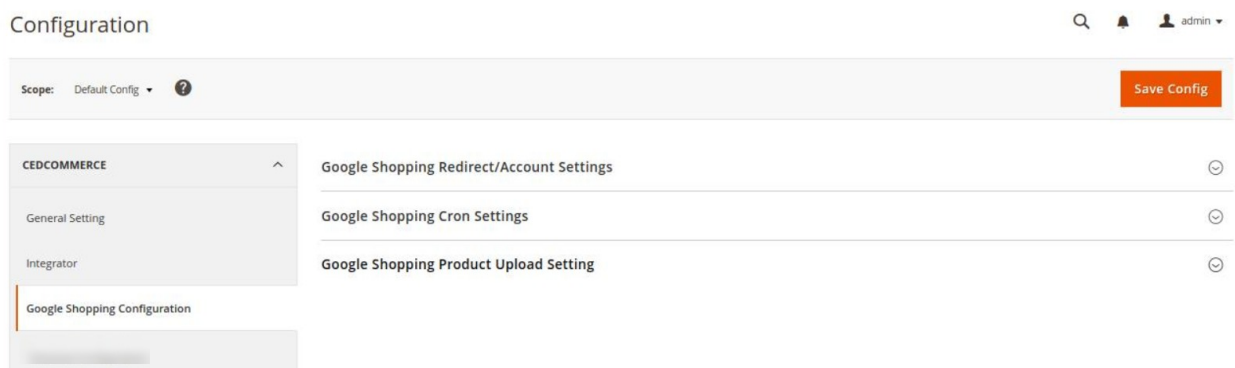 Configuration
admin
Scope: Default Config ?
Save Config
CEDCOMMERCE
General Setting
Integrator
Google Shopping Configuration
Google Shopping Redirect/Account Settings
Google Shopping Cron Settings
Google Shopping Product Upload Setting